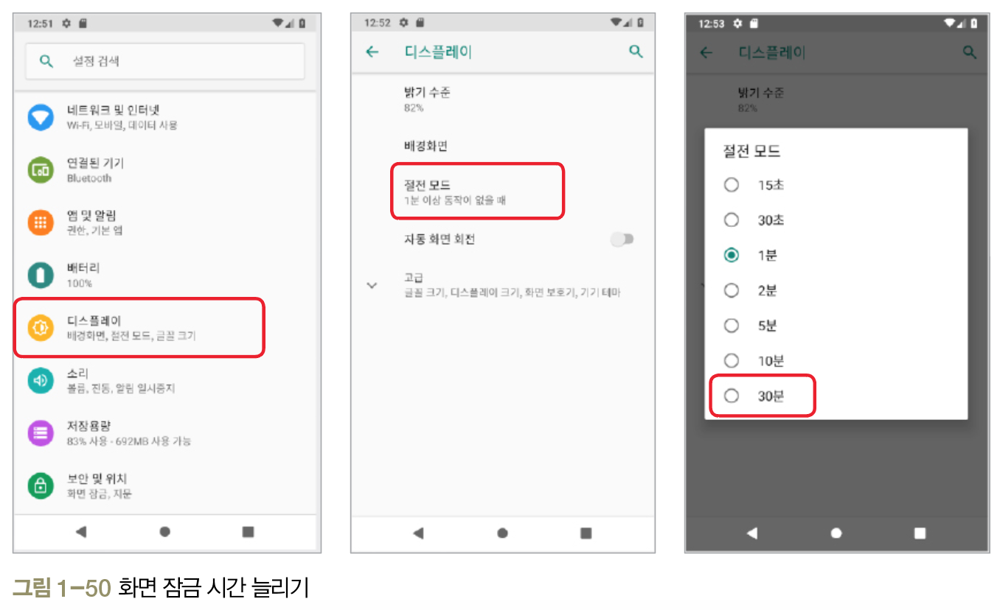 12:51
설정 검색
네트워크 및 인터넷
Wi-Fi, 모바일, 데이터 사용
연결된 기기
Bluetooth
앱 및 알림
권한, 기본 앱
배터리
100%
디스플레이
배경화면, 절전 모드, 글꼴 크기
소리
볼륨, 진동, 알림 일시중지
저장용량
83% 사용 - 692MB 사용 가능
보안 및 위치
화면 잠금, 지문
12:52
디스플레이
밝기 수준
82%
배경화면
절전 모드
1분 이상 동작이 없을 때
자동 화면 회전
고급
글꼴 크기, 디스플레이 크기, 화면 보호기, 기기 테마
12:53
디스플레이
밝기 수준
82%
절전 모드
15초
30초
1분
2분
5분
10분
30분
그림 1-50 화면 잠금 시간 늘리기